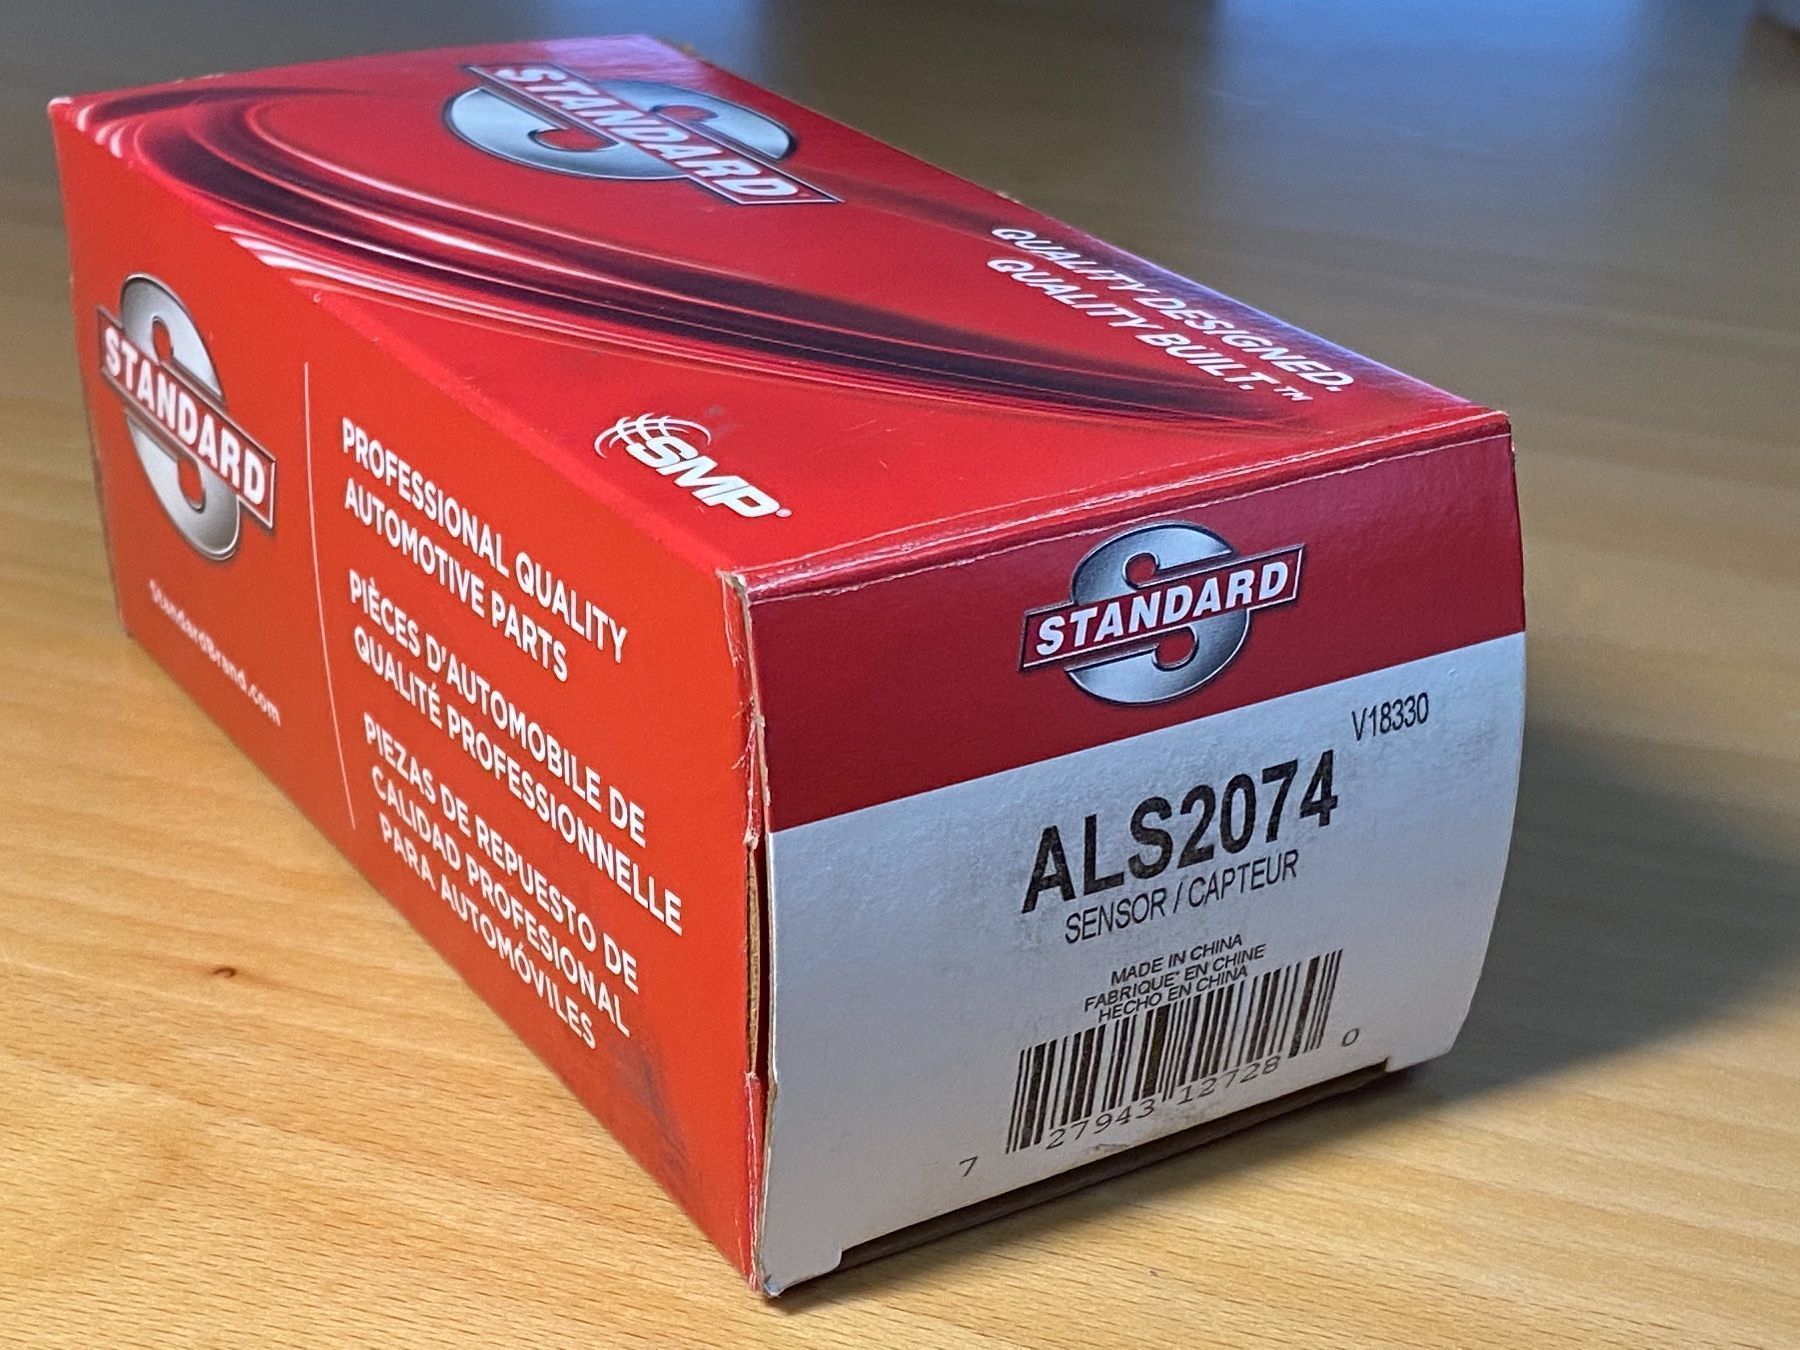 STANDARD
QUALITY DESIGNED.
QUALITY BUILT.™
SMP®
STANDARD
StandardBrand.com
PROFESSIONAL QUALITY
AUTOMOTIVE PARTS
PIÈCES D'AUTOMOBILE DE
QUALITÉ PROFESSIONNELLE
PIEZAS DE REPUESTO DE
CALIDAD PROFESIONAL
PARA AUTOMÓVILES
STANDARD
V18330
ALS2074
SENSOR / CAPTEUR
MADE IN CHINA
FABRIQUE' EN CHINE
HECHO EN CHINA
7 27943 12728 0